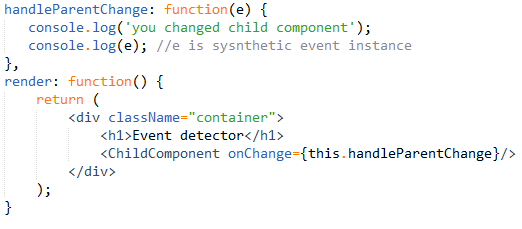 handleParentChange: function(e) {
console.log('you changed child component');
console.log(e); //e is sysnthetic event instance
},
render: function() {
return (
<div className="container">
<h1>Event detector</h1>
<ChildComponent onChange={this.handleParentChange}/>
</div>
);
}